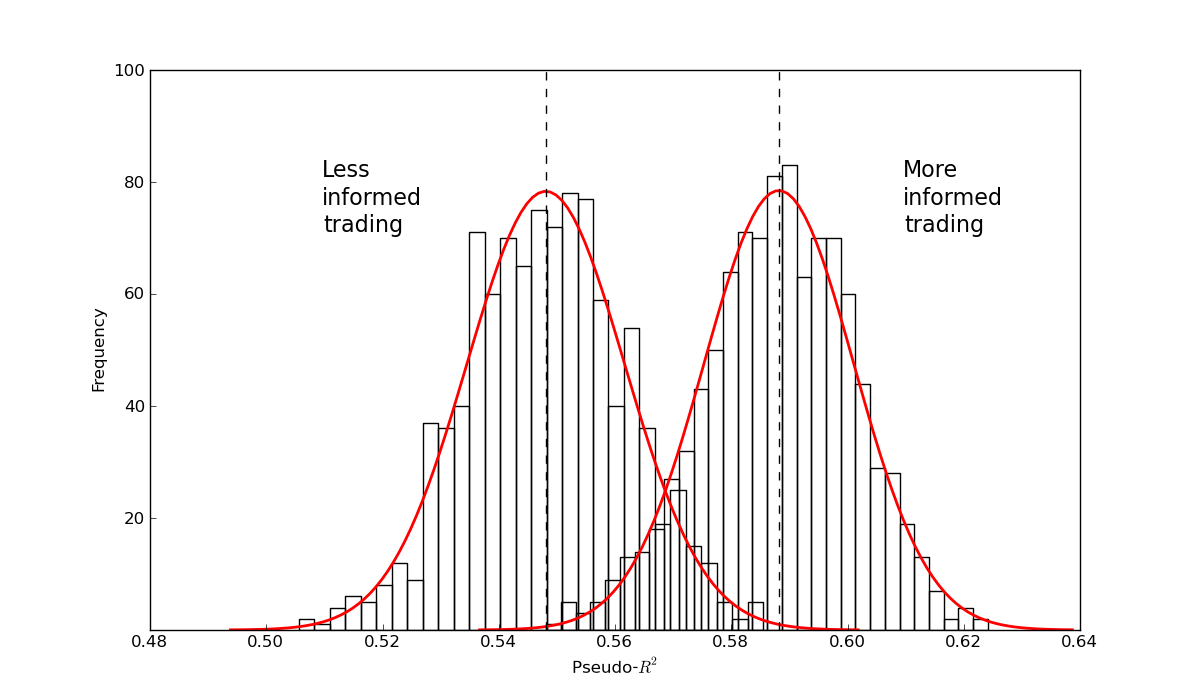 100
80
60
40
20
Frequency
Less
informed
trading
More
informed
trading
0.48 0.50 0.52 0.54 0.56 0.58 0.60 0.62 0.64
Pseudo-R²